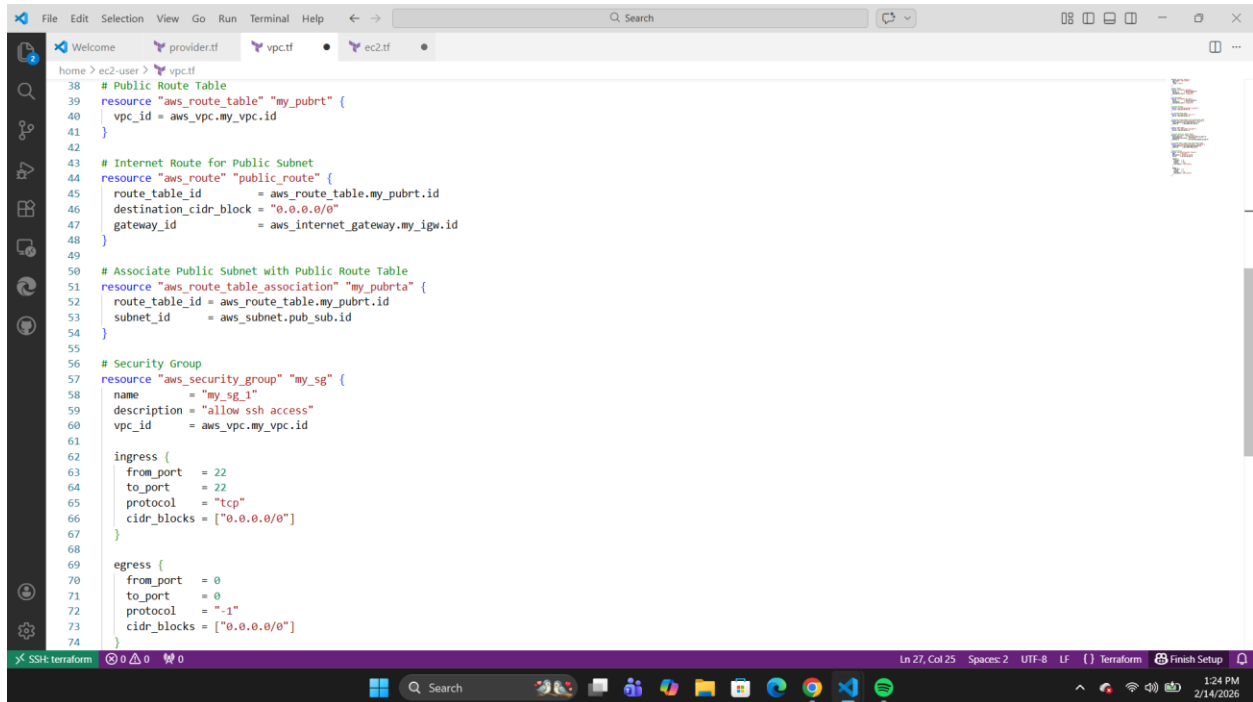 File Edit Selection View Go Run Terminal Help Search
Welcome provider.tf vpc.tf ec2.tf
home > ec2-user > vpc.tf
38 # Public Route Table
39 resource "aws_route_table" "my_pubrt" {
40 vpc_id = aws_vpc.my_vpc.id
41 }
42
43 # Internet Route for Public Subnet
44 resource "aws_route" "public_route" {
45 route_table_id = aws_route_table.my_pubrt.id
46 destination_cidr_block = "0.0.0.0/0"
47 gateway_id = aws_internet_gateway.my_igw.id
48 }
49
50 # Associate Public Subnet with Public Route Table
51 resource "aws_route_table_association" "my_pubrta" {
52 route_table_id = aws_route_table.my_pubrt.id
53 subnet_id = aws_subnet.pub_sub.id
54 }
55
56 # Security Group
57 resource "aws_security_group" "my_sg" {
58 name = "my_sg_1"
59 description = "allow ssh access"
60 vpc_id = aws_vpc.my_vpc.id
61
62 ingress {
63 from_port = 22
64 to_port = 22
65 protocol = "tcp"
66 cidr_blocks = ["0.0.0.0/0"]
67 }
68
69 egress {
70 from_port = 0
71 to_port = 0
72 protocol = "-1"
73 cidr_blocks = ["0.0.0.0/0"]
74 }
2
SSH: terraform 0 0 0 Ln 27, Col 25 Spaces: 2 UTF-8 LF {} Terraform Finish Setup
Search
1:24 PM
2/14/2026